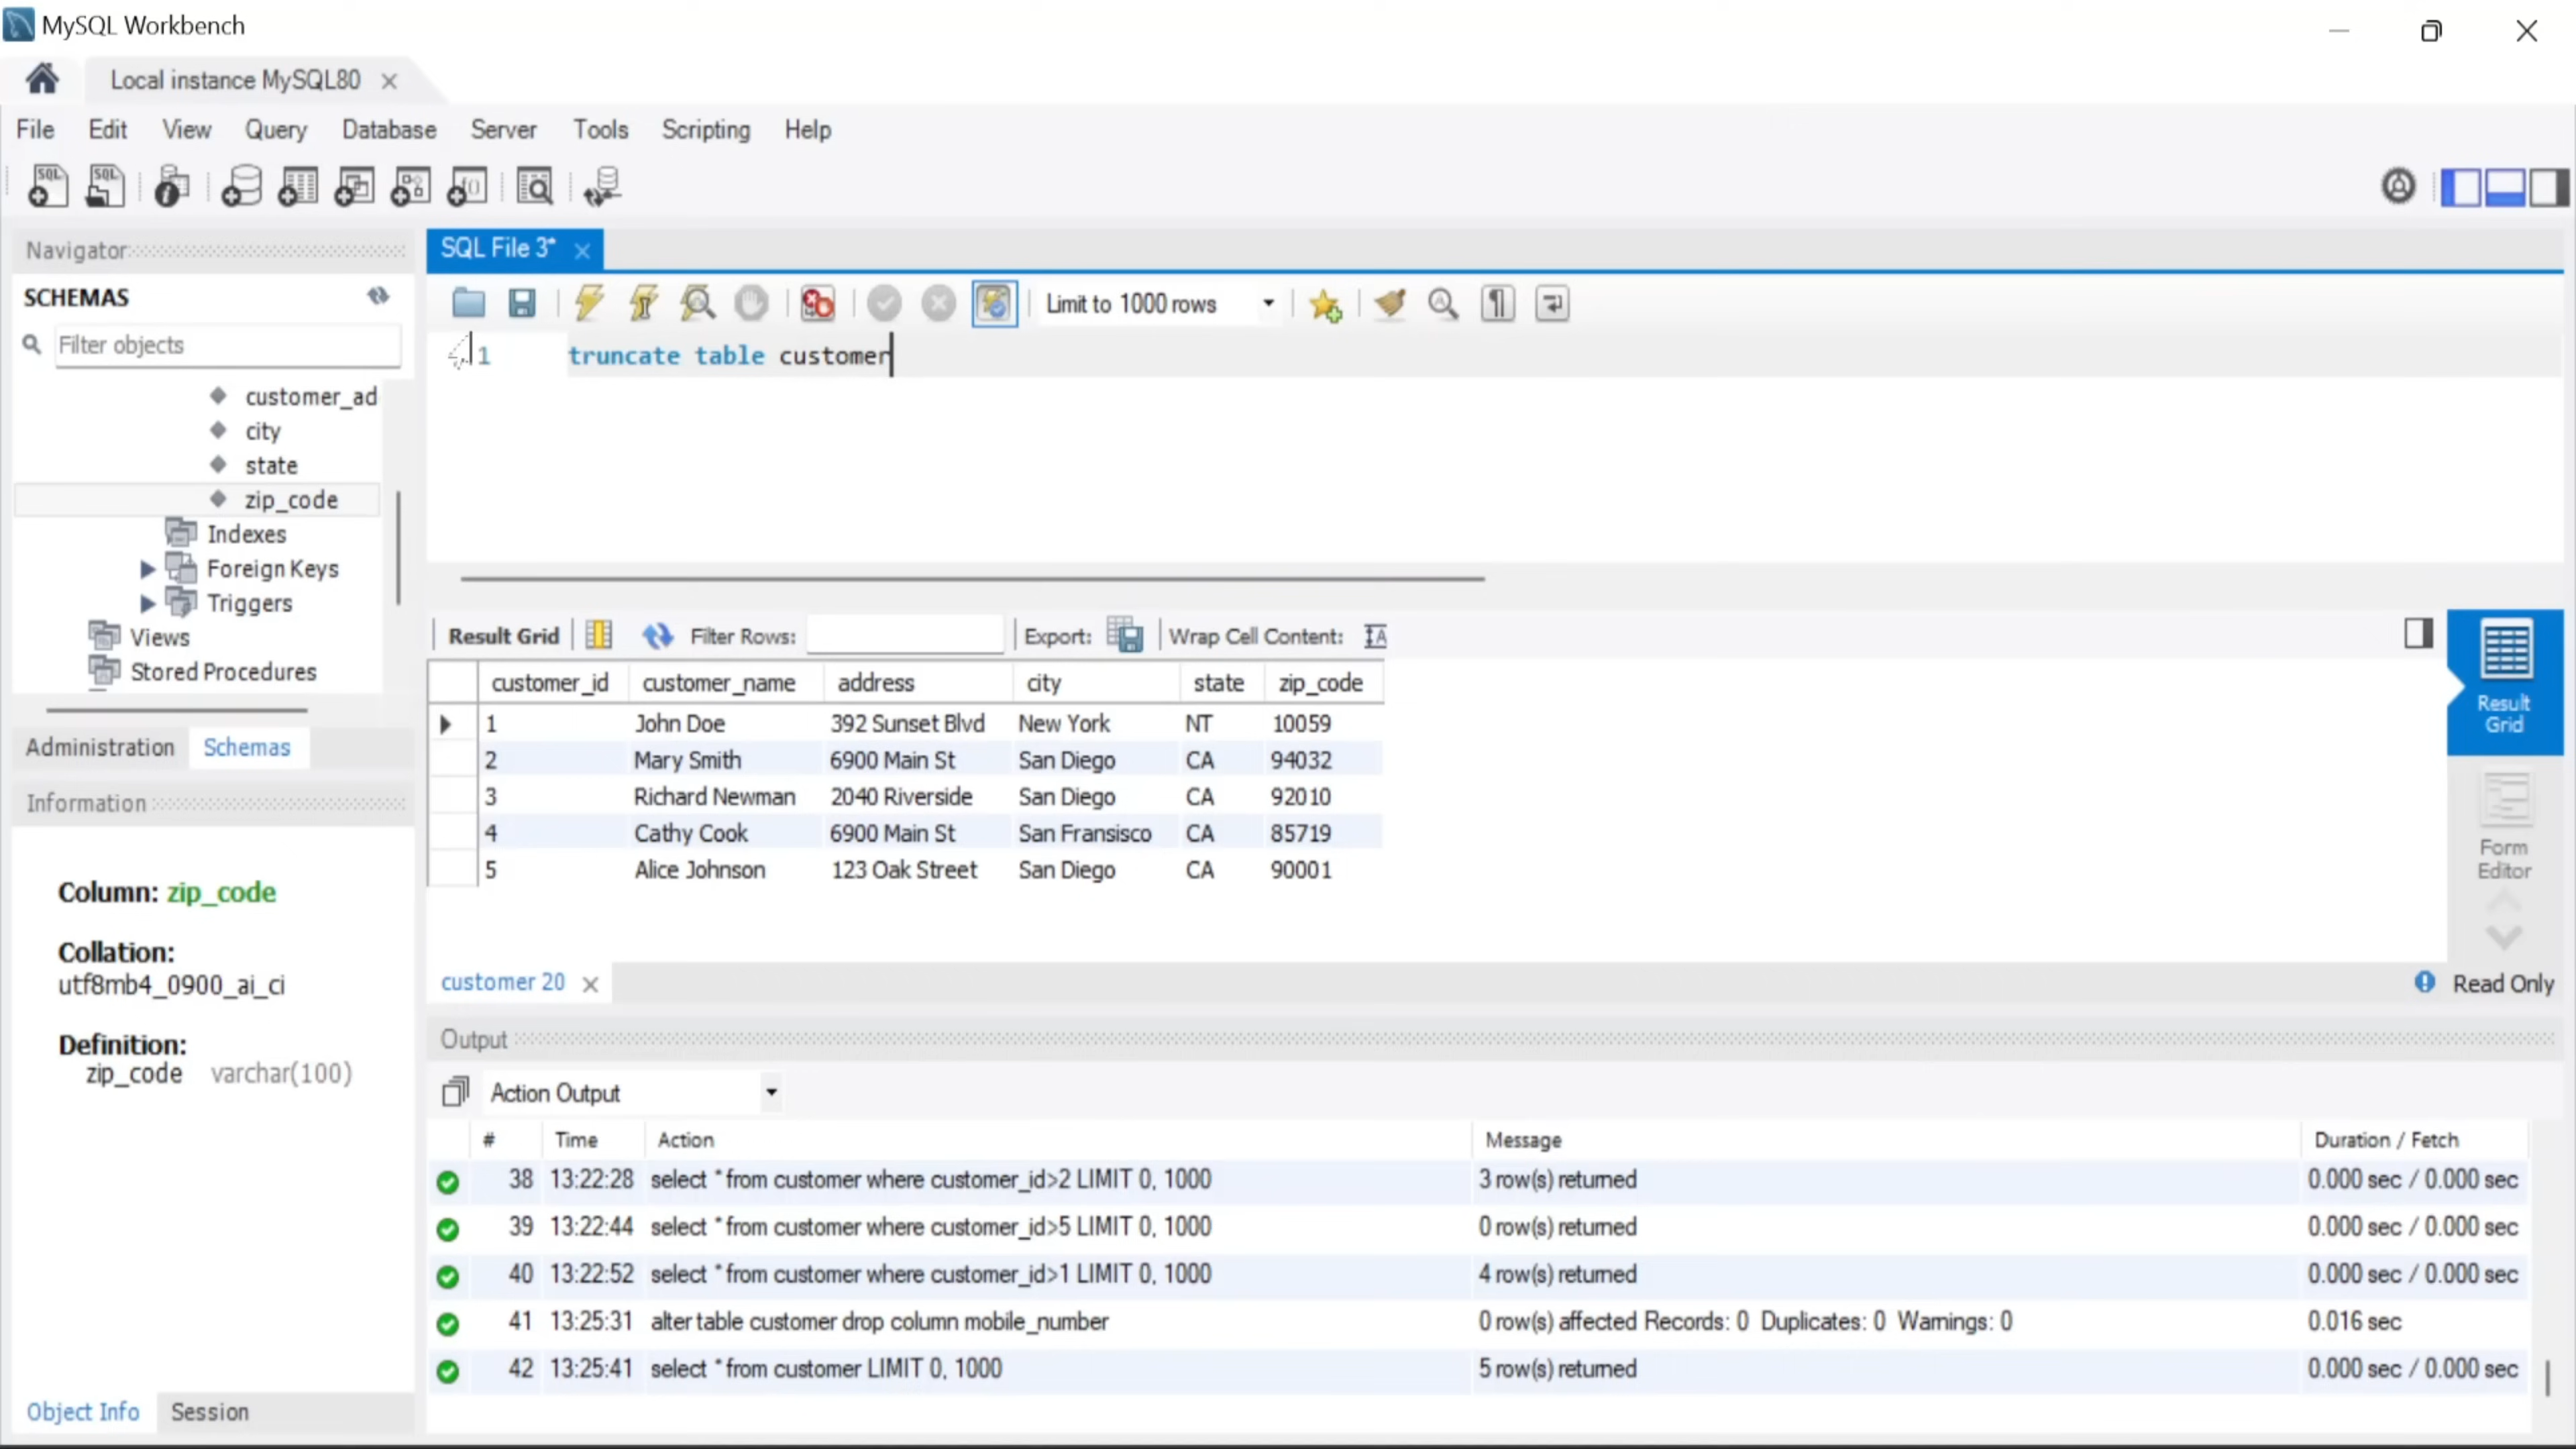 MySQL Workbench
Local instance MySQL80
File Edit View Query Database Server Tools Scripting Help
Navigator
SCHEMAS
Filter objects
customer_ad
city
state
zip_code
Indexes
Foreign Keys
Triggers
Views
Stored Procedures
Administration Schemas
Information
Column: zip_code
Collation:
utf8mb4_0900_ai_ci
Definition:
zip_code varchar(100)
Object Info Session
SQL File 3*
Limit to 1000 rows
1 truncate table customer
Result Grid Filter Rows: Export: Wrap Cell Content:
customer_id customer_name address city state zip_code
1 John Doe 392 Sunset Blvd New York NT 10059
2 Mary Smith 6900 Main St San Diego CA 94032
3 Richard Newman 2040 Riverside San Diego CA 92010
4 Cathy Cook 6900 Main St San Fransisco CA 85719
5 Alice Johnson 123 Oak Street San Diego CA 90001
Result
Grid
Form
Editor
customer 20
Read Only
Output
Action Output
# Time Action Message Duration / Fetch
38 13:22:28 select * from customer where customer_id>2 LIMIT 0, 1000 3 row(s) returned 0.000 sec / 0.000 sec
39 13:22:44 select * from customer where customer_id>5 LIMIT 0, 1000 0 row(s) returned 0.000 sec / 0.000 sec
40 13:22:52 select * from customer where customer_id>1 LIMIT 0, 1000 4 row(s) returned 0.000 sec / 0.000 sec
41 13:25:31 alter table customer drop column mobile_number 0 row(s) affected Records: 0 Duplicates: 0 Warnings: 0 0.016 sec
42 13:25:41 select * from customer LIMIT 0, 1000 5 row(s) returned 0.000 sec / 0.000 sec